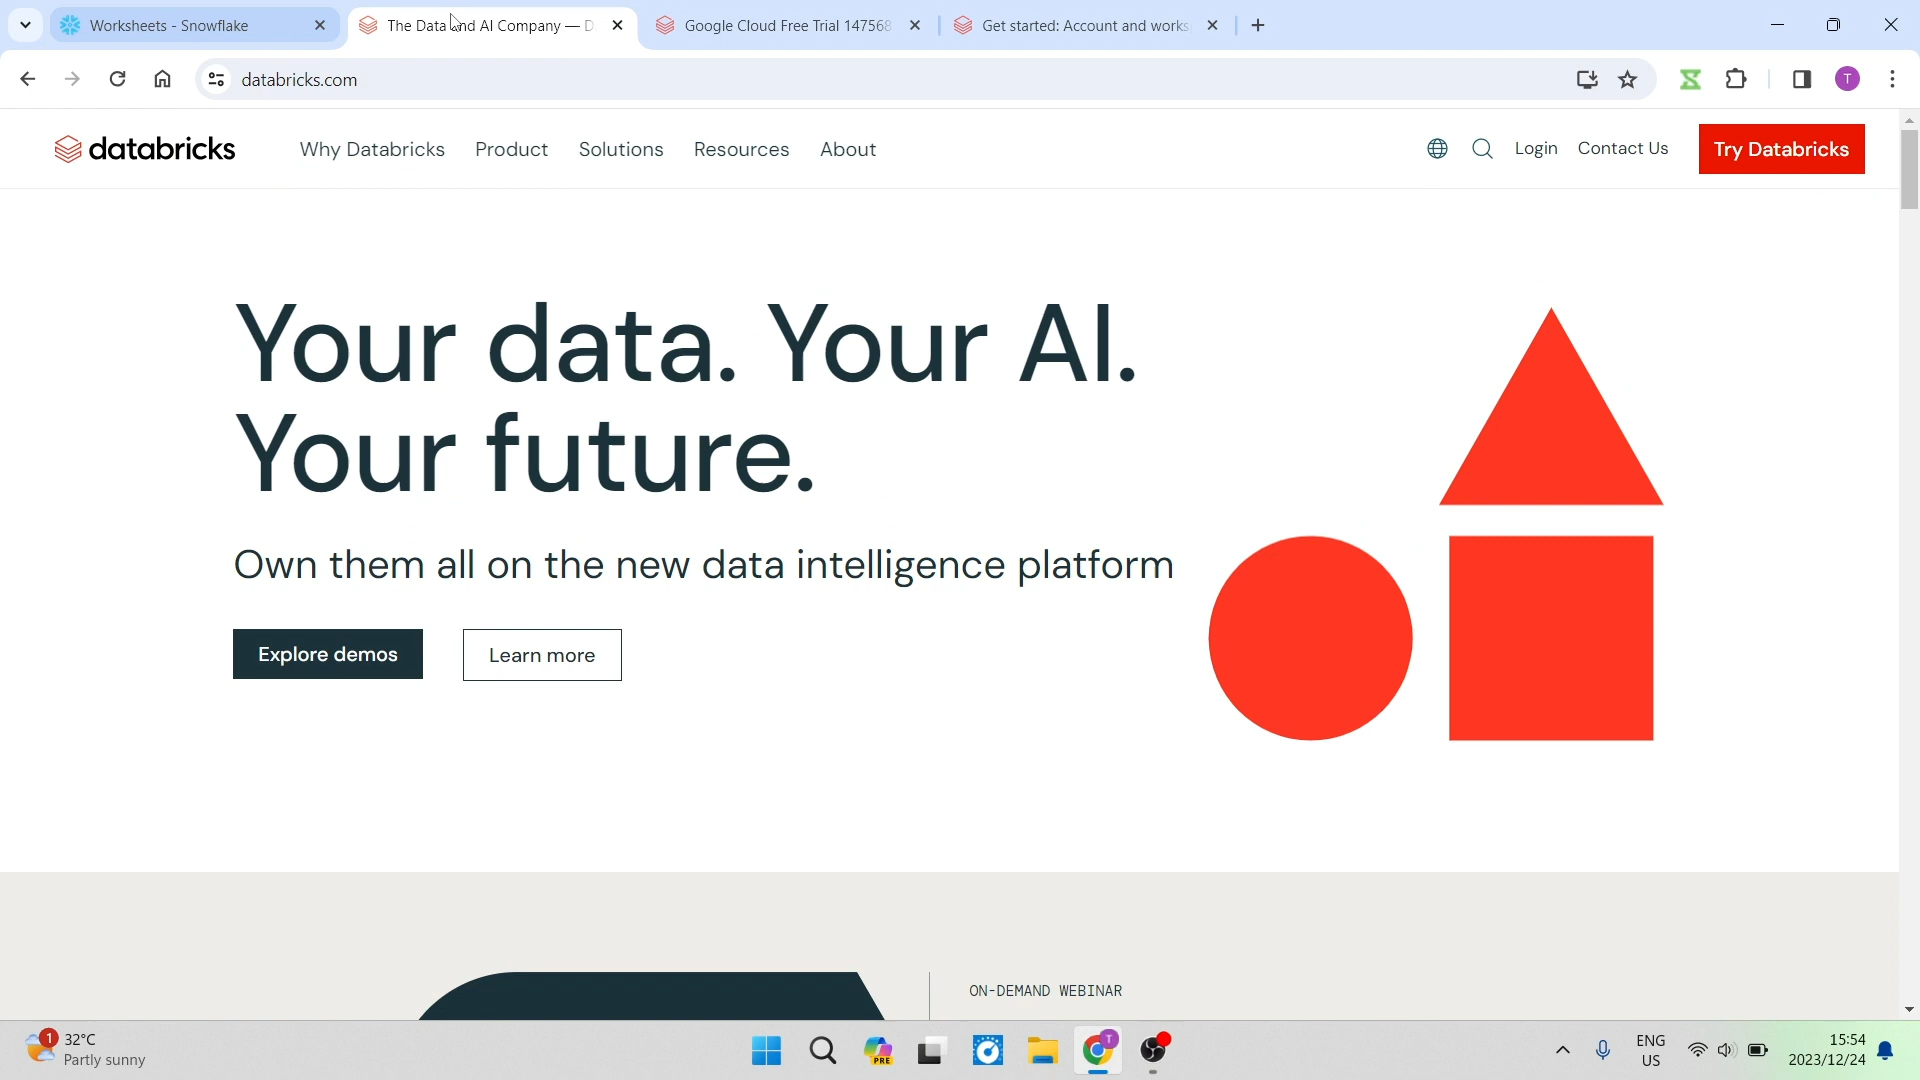 Worksheets - Snowflake
The Data and AI Company — D
Google Cloud Free Trial 147568
Get started: Account and works
databricks.com
T
databricks
Why Databricks
Product
Solutions
Resources
About
Login
Contact Us
Try Databricks
Your data. Your AI.
Your future.
Own them all on the new data intelligence platform
Explore demos
Learn more
ON-DEMAND WEBINAR
1
32°C
Partly sunny
PRE
T
ENG
US
15:54
2023/12/24